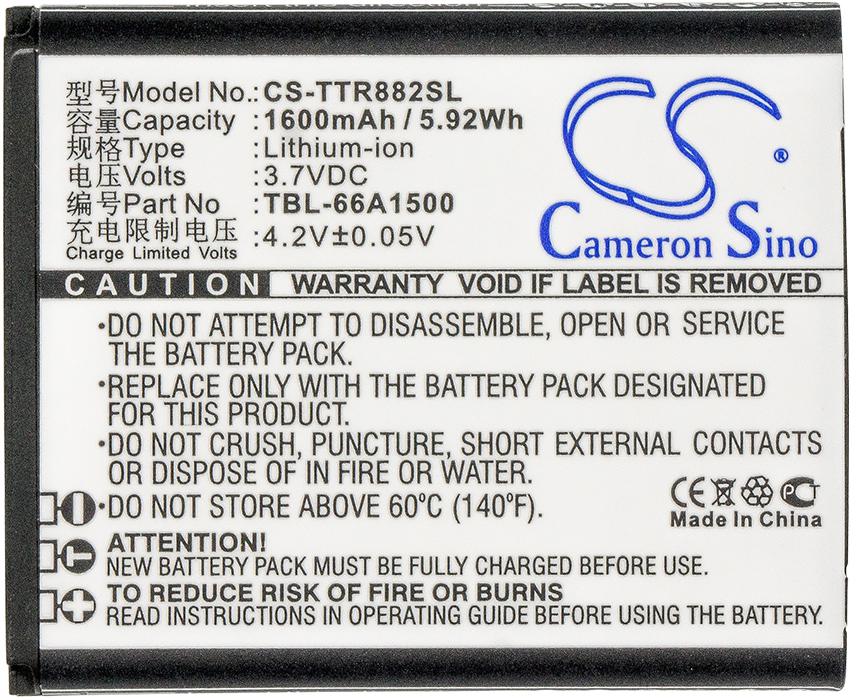 型号Model No.:CS-TTR882SL
容量Capacity :1600mAh / 5.92Wh
规格Type :Lithium-ion
电压Volts :3.7VDC
编号Part No. :TBL-66A1500
充电限制电压 :4.2V±0.05V
Charge Limited Volts
CS ®
Cameron Sino
CAUTION WARRANTY VOID IF LABEL IS REMOVED
•DO NOT ATTEMPT TO DISASSEMBLE, OPEN OR SERVICE
THE BATTERY PACK.
•REPLACE ONLY WITH THE BATTERY PACK DESIGNATED
FOR THIS PRODUCT.
•DO NOT CRUSH, PUNCTURE, SHORT EXTERNAL CONTACTS
OR DISPOSE OF IN FIRE OR WATER.
•DO NOT STORE ABOVE 60ºC (140ºF).
CE PCT
Made In China
ATTENTION!
NEW BATTERY PACK MUST BE FULLY CHARGED BEFORE USE.
TO REDUCE RISK OF FIRE OR BURNS
READ INSTRUCTIONS IN OPERATING GUIDE BEFORE USING THE BATTERY.